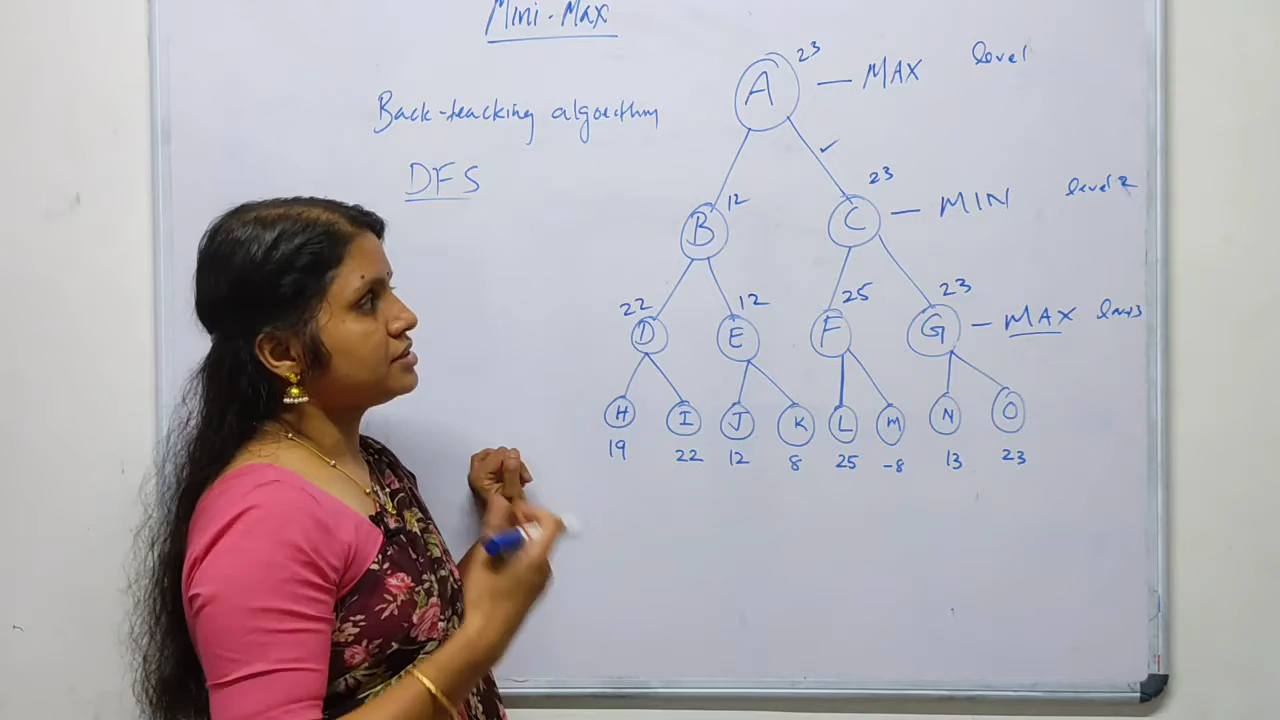 Mini-Max
23
A — MAX level
Back-tracking algorithm
DFS
12
23
B
C — MIN level 2
22
12
25
23
D
E
F
G — MAX
H
I
J
K
L
M
N
O
19
22
12
8
25
-8
13
23